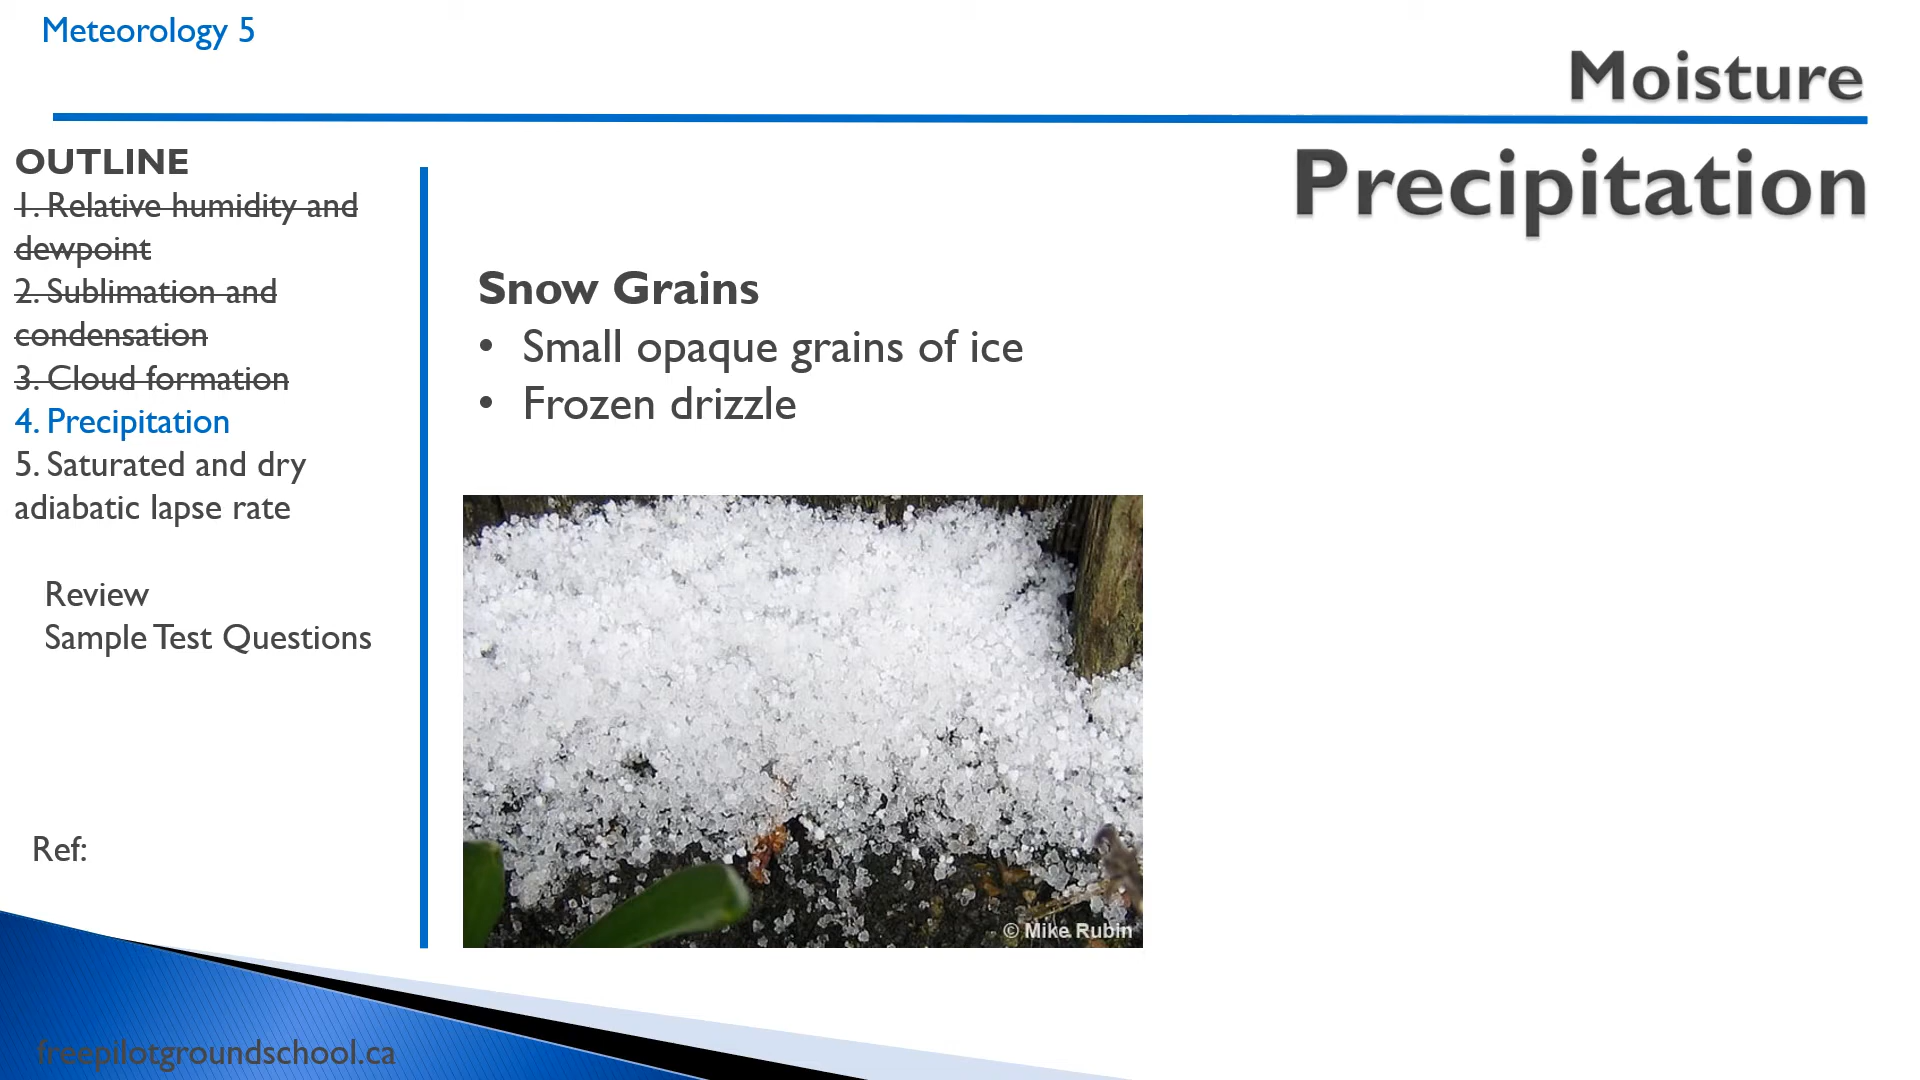 Meteorology 5
Moisture
Precipitation
OUTLINE
1. Relative humidity and
dewpoint
2. Sublimation and
condensation
3. Cloud formation
4. Precipitation
5. Saturated and dry
adiabatic lapse rate
Review
Sample Test Questions
Ref:
Snow Grains
• Small opaque grains of ice
• Frozen drizzle
© Mike Rubin
freepilotgroundschool.ca